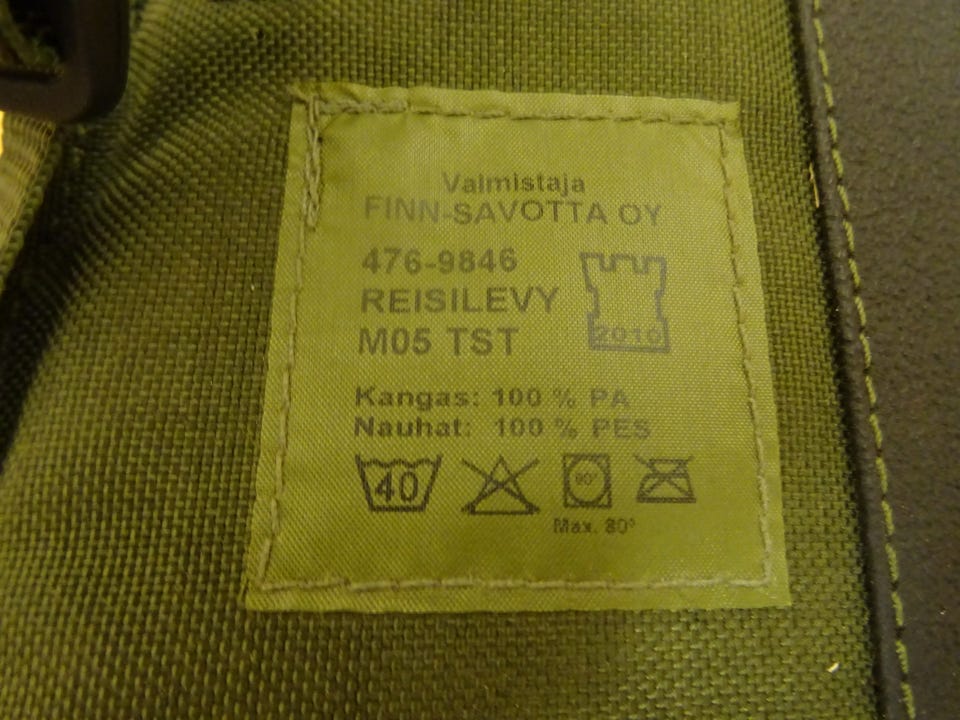 Valmistaja
FINN-SAVOTTA OY
476-9846
REISILEVY
M05 TST
2010
Kangas: 100 % PA
Nauhat: 100 % PES
40
80°
Max. 80°